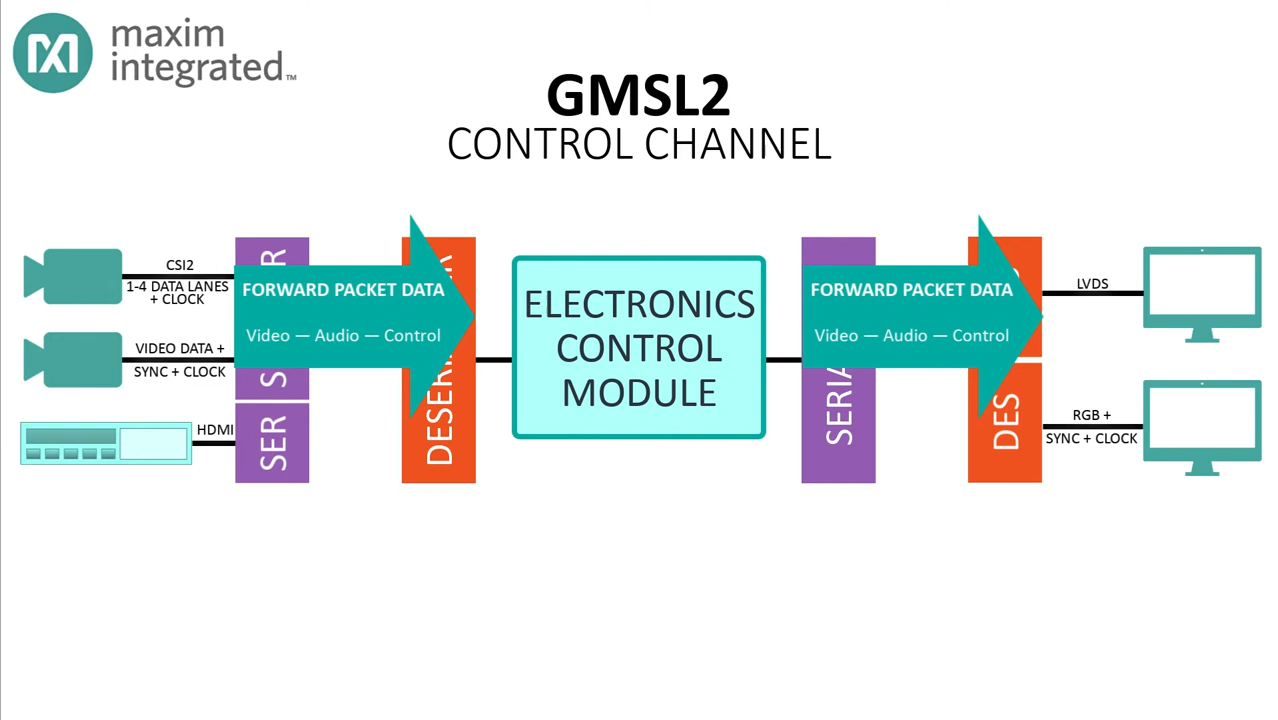 maxim
integrated™
GMSL2
CONTROL CHANNEL
CSI2
1-4 DATA LANES
+ CLOCK
VIDEO DATA +
SYNC + CLOCK
HDMI
SER
FORWARD PACKET DATA
Video — Audio — Control
ELECTRONICS
CONTROL
MODULE
FORWARD PACKET DATA
Video — Audio — Control
DES
LVDS
RGB +
SYNC + CLOCK